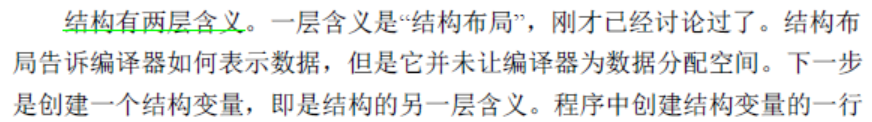 结构有两层含义。一层含义是“结构布局”，刚才已经讨论过了。结构布
局告诉编译器如何表示数据，但是它并未让编译器为数据分配空间。下一步
是创建一个结构变量，即是结构的另一层含义。程序中创建结构变量的一行